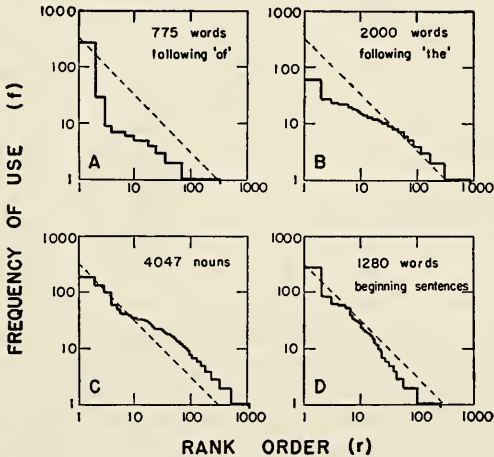 FREQUENCY OF USE (f)
1000
100
10
1
775 words
following 'of'
A
1
10
100
1000
1000
100
10
1
2000 words
following 'the'
B
1
10
100
1000
1000
100
10
1
4047 nouns
C
1
10
100
1000
1000
100
10
1
1280 words
beginning sentences
D
1
10
100
1000
RANK ORDER (r)